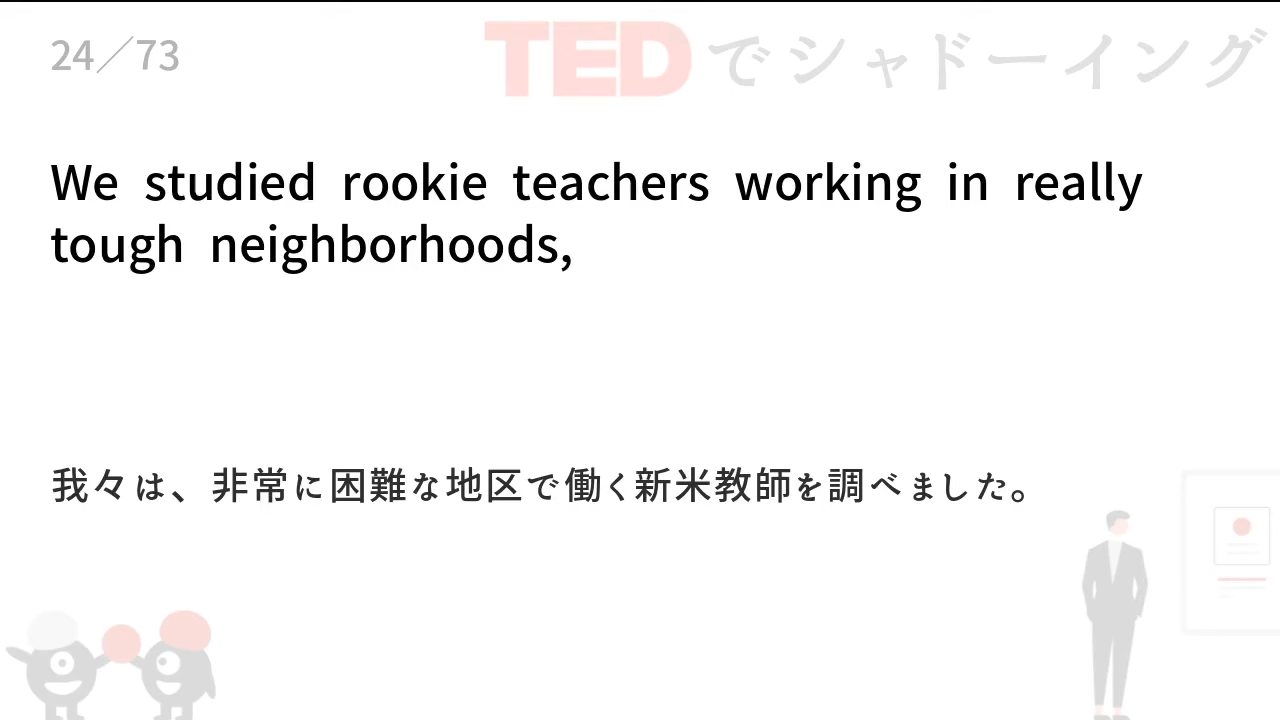 24／73
TEDでシャドーイング
We studied rookie teachers working in really
tough neighborhoods,
我々は、非常に困難な地区で働く新米教師を調べました。